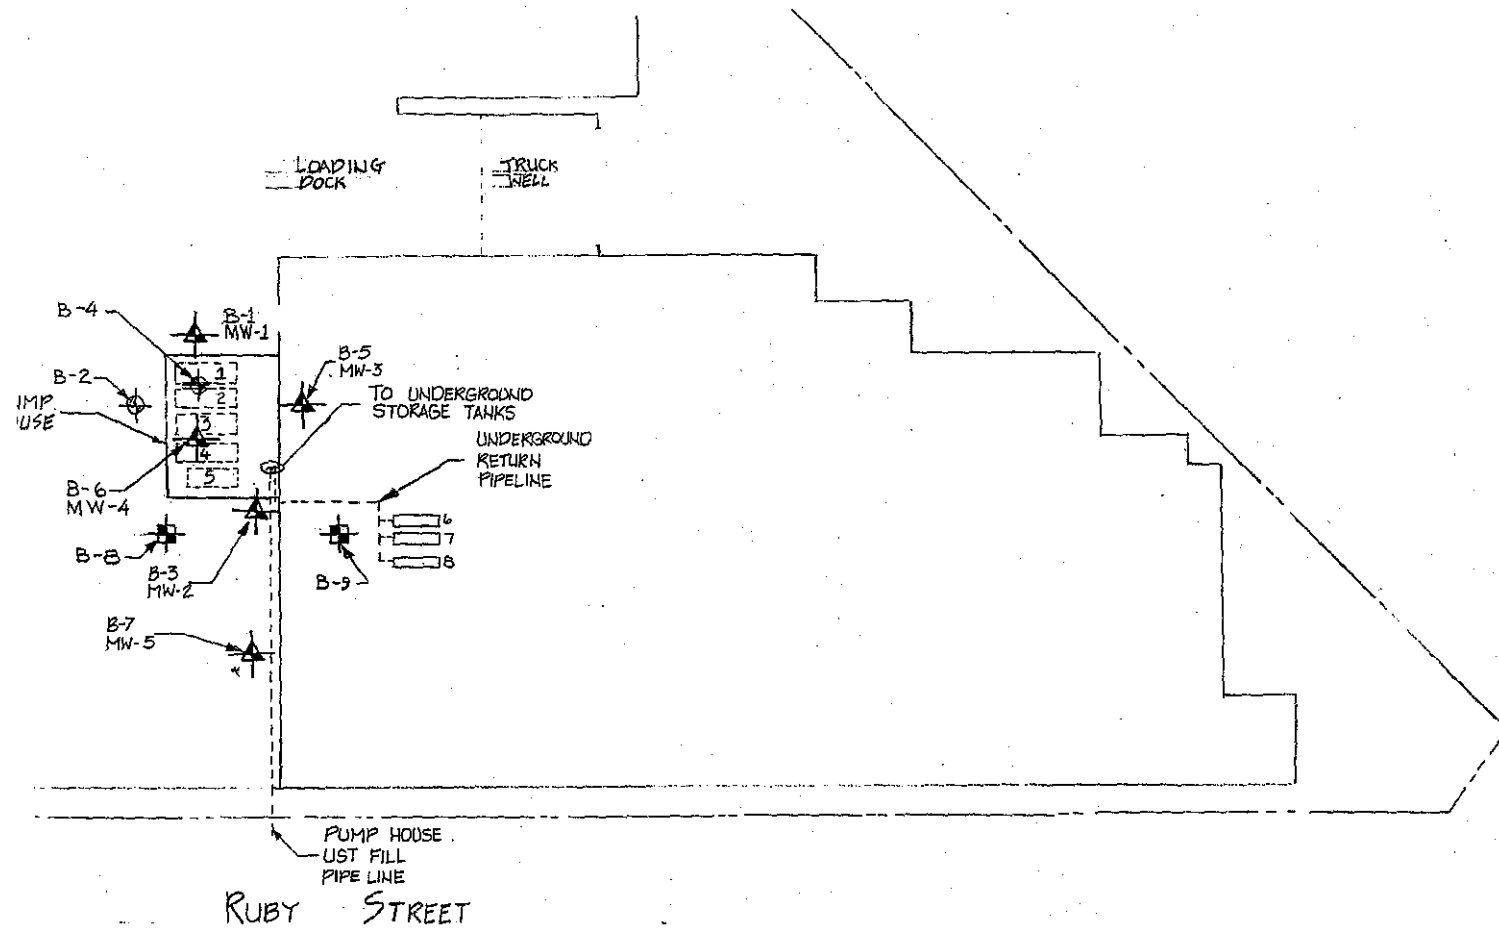 LOADING
DOCK
TRUCK
WELL
B-4
B-1
MW-1
B-5
MW-3
B-2
TO UNDERGROUND
STORAGE TANKS
IMP
USE
1
2
3
4
5
UNDERGROUND
RETURN
PIPELINE
B-6
MW-4
6
7
8
B-8
B-3
MW-2
B-9
B-7
MW-5
*
PUMP HOUSE
UST FILL
PIPE LINE
RUBY STREET